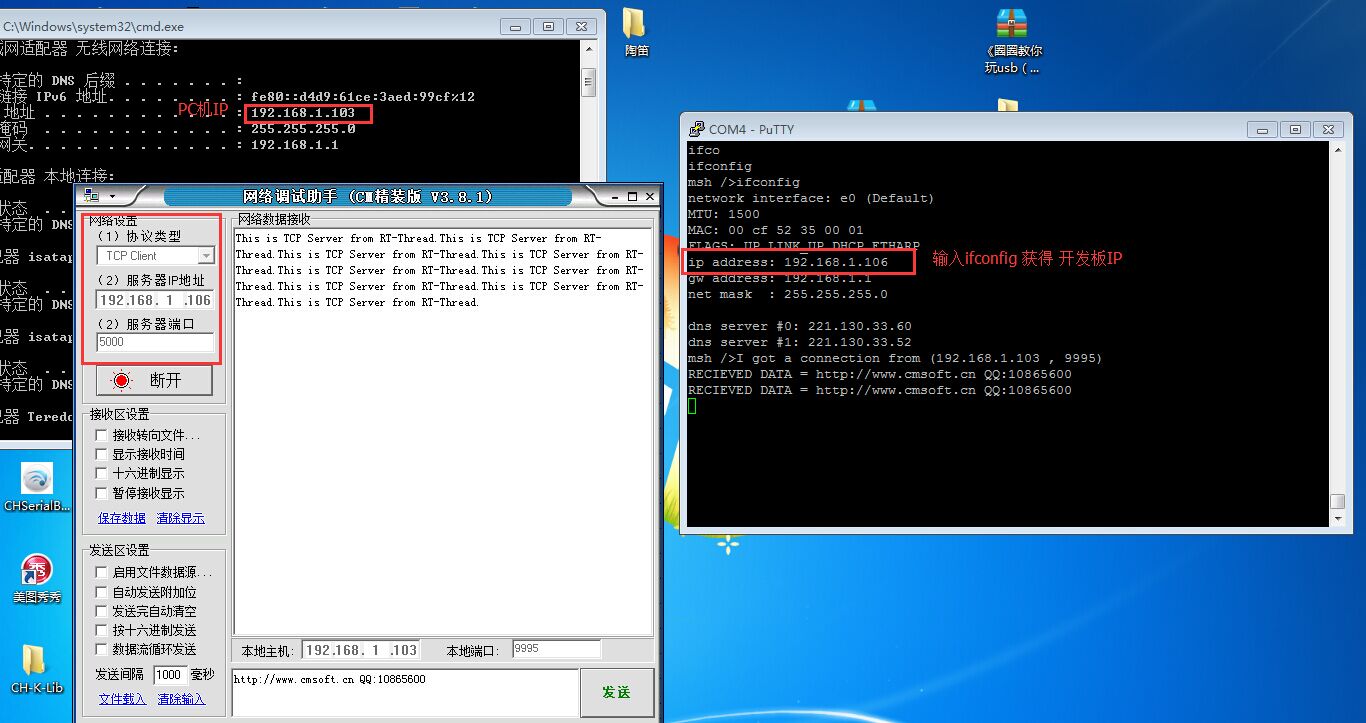 C:\Windows\system32\cmd.exe
或网适配器 无线网络连接:
持定的 DNS 后缀 . . . . . . . :
链接 IPv6 地址. . . . . . . . : fe80::d4d9:61ce:3aed:99cf%12
PC机IP
地址 . . . . . . . . . . . . : 192.168.1.103
掩码 . . . . . . . . . . . . : 255.255.255.0
网关. . . . . . . . . . . . . : 192.168.1.1
适配器 本地连接:
状态 . .
持定的 DNS
器 isatap
状态 . .
持定的 DNS
器 isatap
状态 . .
持定的 DNS
器 Teredo
陶笛
《圈圈教你
玩usb（...
网络调试助手 (CM精装版 V3.8.1)
网络设置
(1) 协议类型
TCP Client
(2) 服务器IP地址
192.168. 1 .106
(2) 服务器端口
5000
断开
接收区设置
接收转向文件...
显示接收时间
十六进制显示
暂停接收显示
保存数据 清除显示
发送区设置
启用文件数据源...
自动发送附加位
发送完自动清空
按十六进制发送
数据流循环发送
发送间隔 1000 毫秒
文件载入 清除输入
网络数据接收
This is TCP Server from RT-Thread.This is TCP Server from RT-
Thread.This is TCP Server from RT-Thread.This is TCP Server from RT-
Thread.This is TCP Server from RT-Thread.This is TCP Server from RT-
Thread.This is TCP Server from RT-Thread.This is TCP Server from RT-
Thread.This is TCP Server from RT-Thread.
本地主机: 192.168. 1 .103 本地端口: 9995
http://www.cmsoft.cn QQ:10865600
发送
COM4 - PuTTY
ifco
ifconfig
msh />ifconfig
network interface: e0 (Default)
MTU: 1500
MAC: 00 cf 52 35 00 01
FLAGS: UP LINK_UP DHCP ETHARP
ip address: 192.168.1.106
输入ifconfig 获得 开发板IP
gw address: 192.168.1.1
net mask  : 255.255.255.0
dns server #0: 221.130.33.60
dns server #1: 221.130.33.52
msh />I got a connection from (192.168.1.103 , 9995)
RECIEVED DATA = http://www.cmsoft.cn QQ:10865600
RECIEVED DATA = http://www.cmsoft.cn QQ:10865600
CHSerialB...
美图秀秀
CH-K-Lib